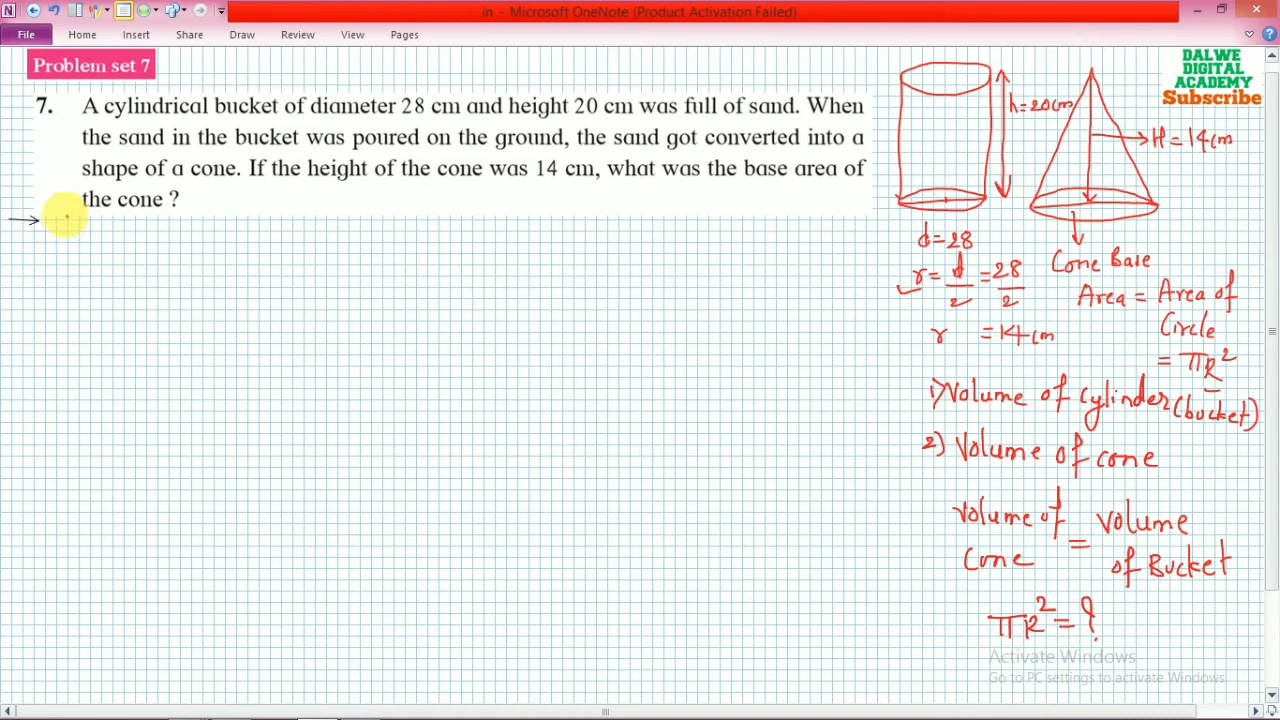 in - Microsoft OneNote (Product Activation Failed)
File Home Insert Share Draw Review View Pages
Problem set 7
DALWE
DIGITAL
ACADEMY
Subscribe
7. A cylindrical bucket of diameter 28 cm and height 20 cm was full of sand. When
the sand in the bucket was poured on the ground, the sand got converted into a
shape of a cone. If the height of the cone was 14 cm, what was the base area of
the cone ?
h=20cm
H=14cm
d=28
r=d/2=28/2
r =14cm
Cone Base
Area = Area of
Circle
= πR²
1) Volume of cylinder (bucket)
2) Volume of cone
Volume of Cone = Volume of Bucket
πR² = ?
Activate Windows
Go to PC settings to activate Windows.